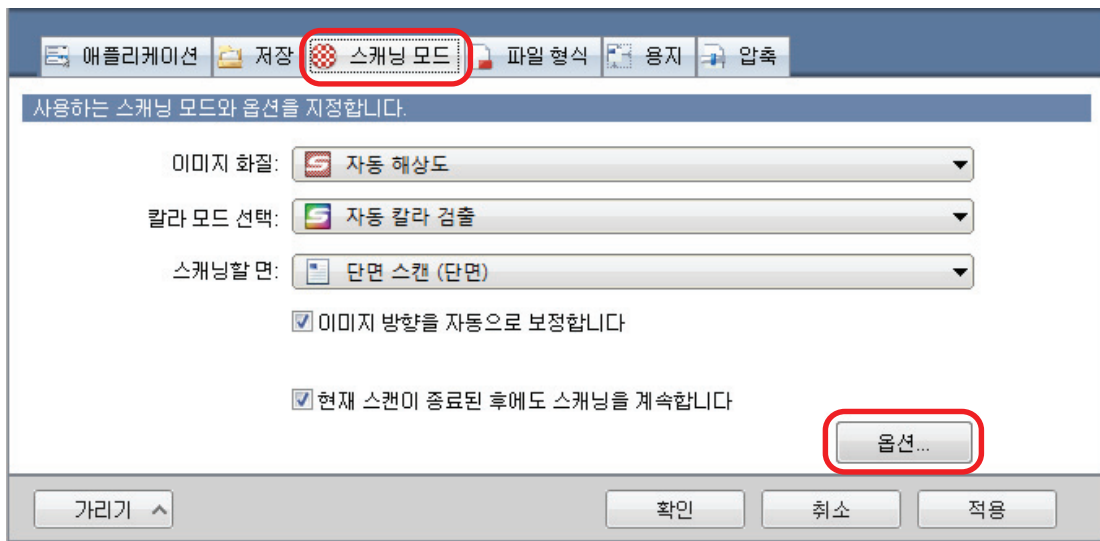 애플리케이션 저장 스캐닝 모드 파일 형식 용지 압축
사용하는 스캐닝 모드와 옵션을 지정합니다.
이미지 화질: 자동 해상도
칼라 모드 선택: 자동 칼라 검출
스캐닝할 면: 단면 스캔 (단면)
이미지 방향을 자동으로 보정합니다
현재 스캔이 종료된 후에도 스캐닝을 계속합니다
옵션...
가리기 확인 취소 적용